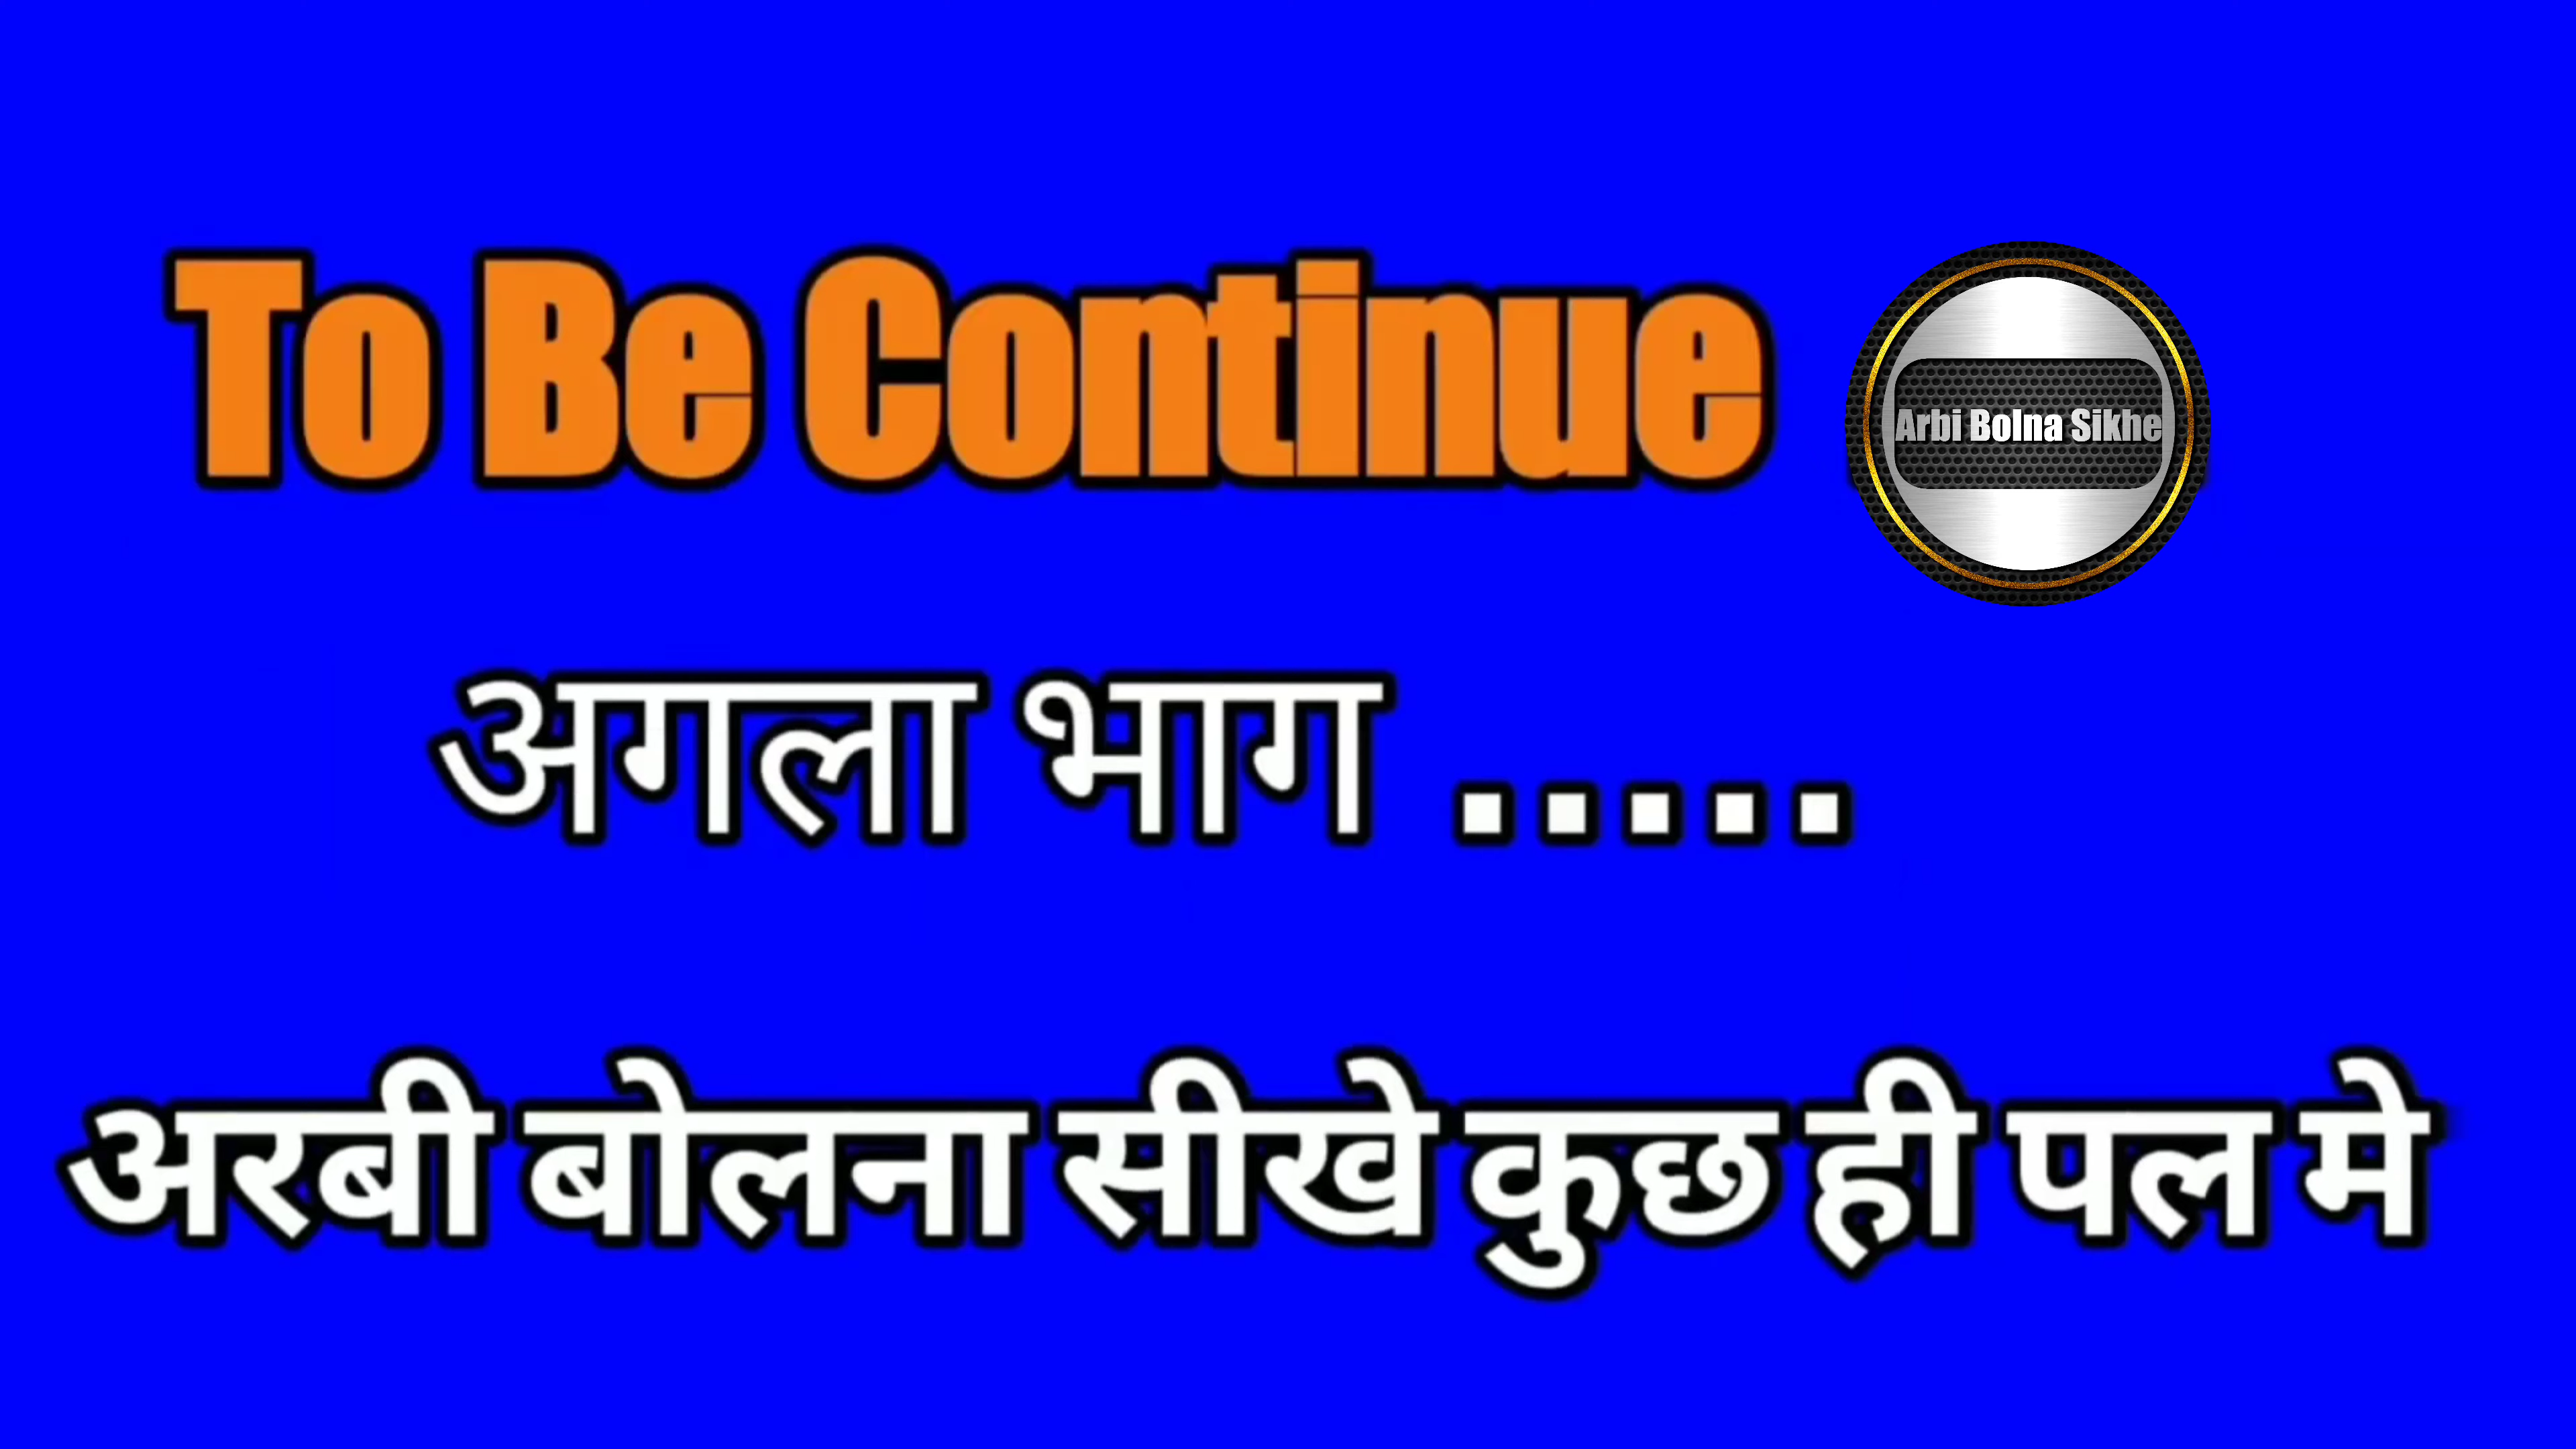 To Be Continue
Arbi Bolna Sikhe
अगला भाग .....
अरबी बोलना सीखे कुछ ही पल मे